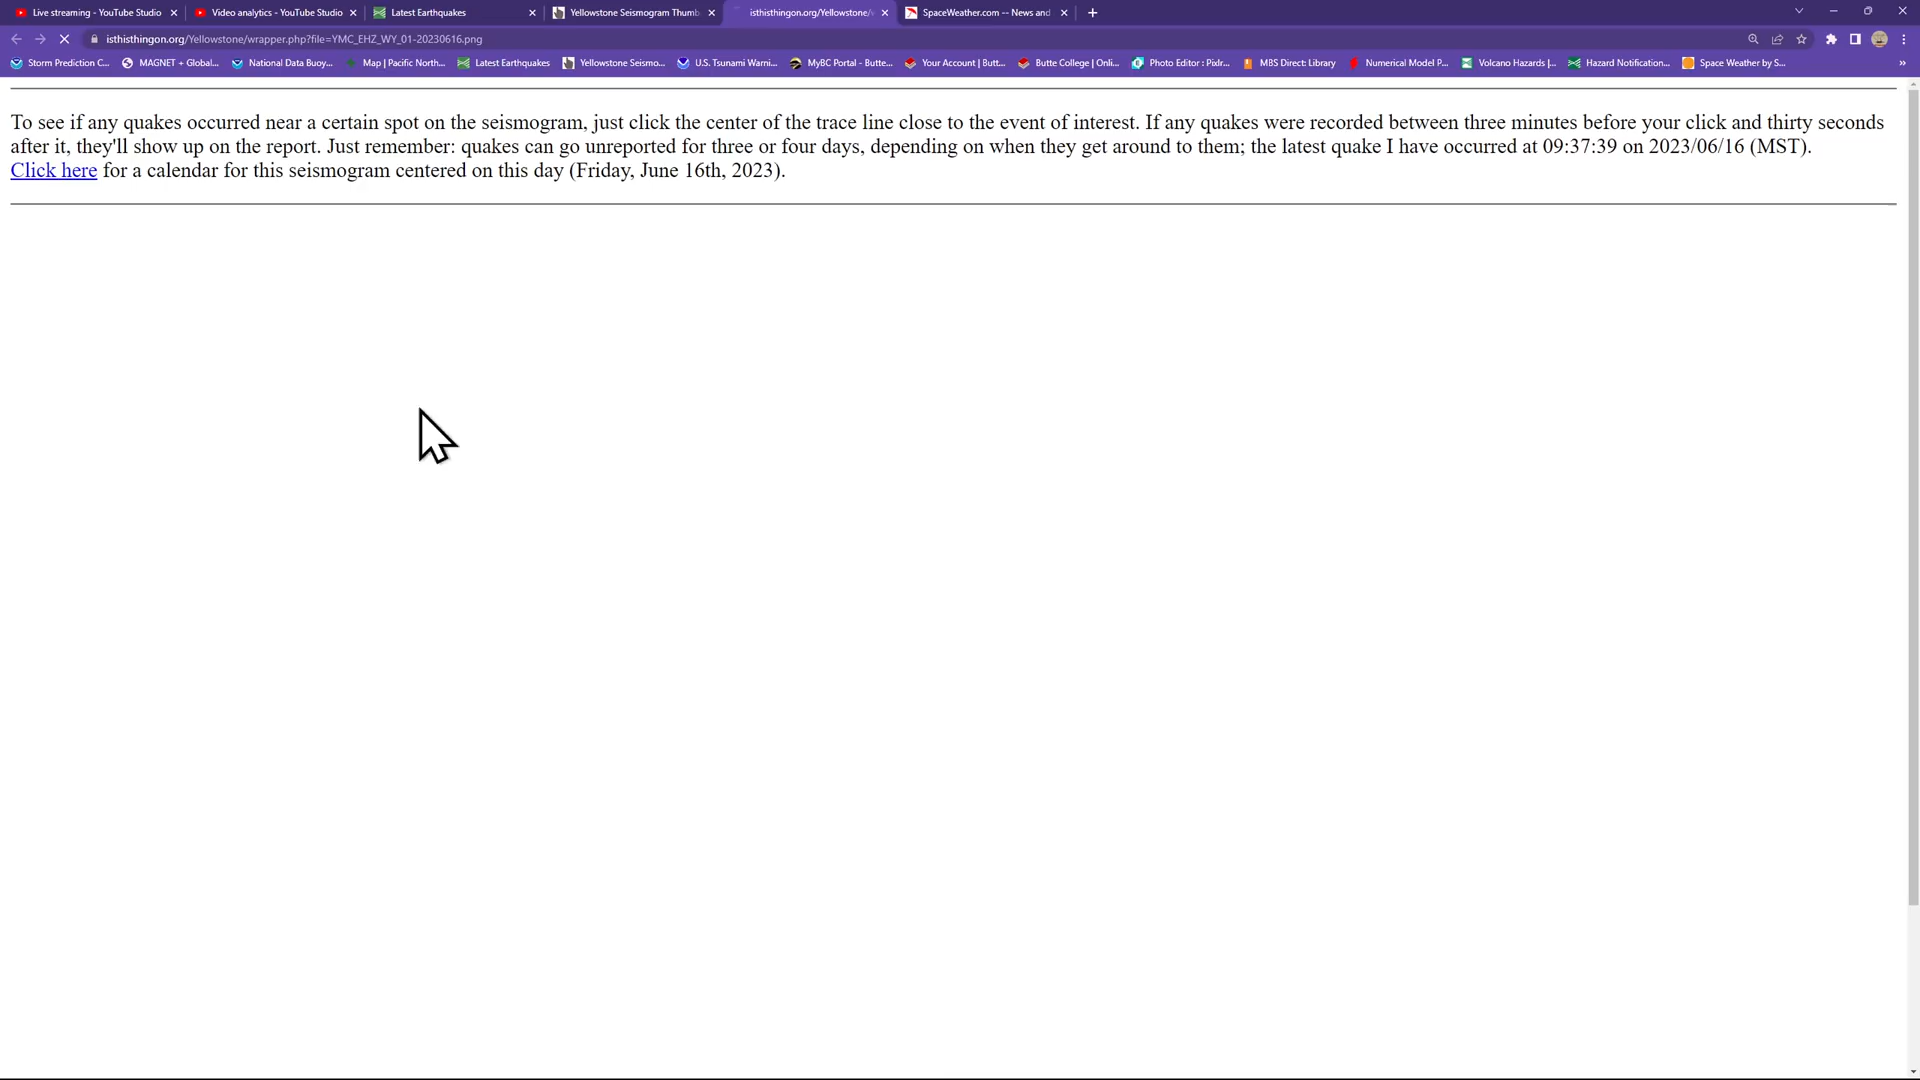 Live streaming - YouTube Studio
Video analytics - YouTube Studio
Latest Earthquakes
Yellowstone Seismogram Thumb
isthisthingon.org/Yellowstone/
SpaceWeather.com -- News and
isthisthingon.org/Yellowstone/wrapper.php?file=YMC_EHZ_WY_01-20230616.png
Storm Prediction C...
MAGNET + Global...
National Data Buoy...
Map | Pacific North...
Latest Earthquakes
Yellowstone Seismo...
U.S. Tsunami Warni...
MyBC Portal - Butte...
Your Account | Butt...
Butte College | Onli...
Photo Editor : Pixlr...
MBS Direct: Library
Numerical Model P...
Volcano Hazards |...
Hazard Notification...
Space Weather by S...
To see if any quakes occurred near a certain spot on the seismogram, just click the center of the trace line close to the event of interest. If any quakes were recorded between three minutes before your click and thirty seconds
after it, they'll show up on the report. Just remember: quakes can go unreported for three or four days, depending on when they get around to them; the latest quake I have occurred at 09:37:39 on 2023/06/16 (MST).
Click here for a calendar for this seismogram centered on this day (Friday, June 16th, 2023).